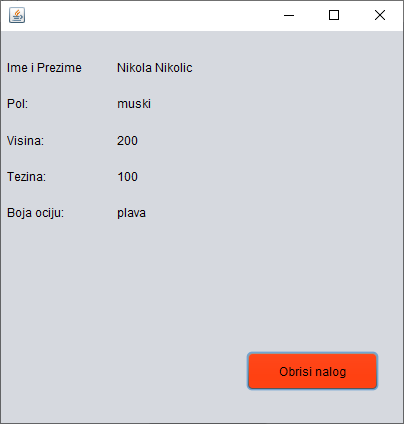 Ime i Prezime Nikola Nikolic
Pol: muski
Visina: 200
Tezina: 100
Boja ociju: plava
Obrisi nalog